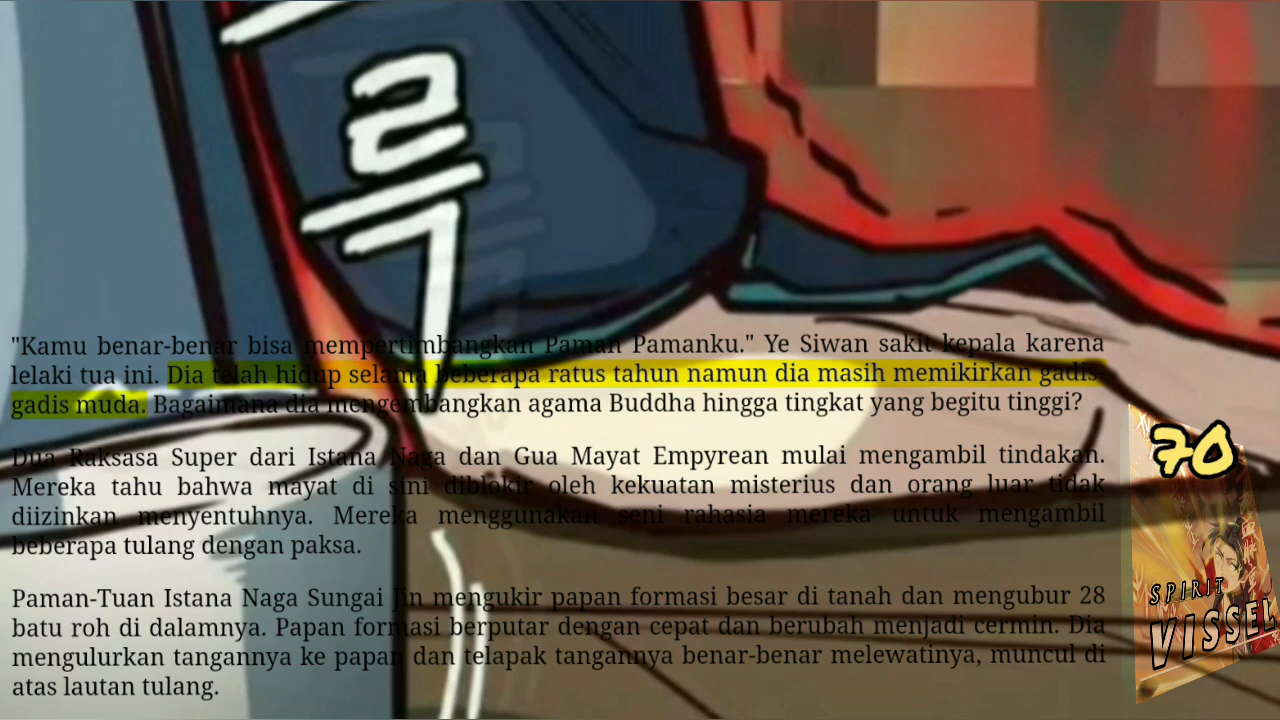 륵
"Kamu benar-benar bisa mempertimbangkan Paman Pamanku." Ye Siwan sakit kepala karena
lelaki tua ini. Dia telah hidup selama beberapa ratus tahun namun dia masih memikirkan gadis-
gadis muda. Bagaimana dia mengembangkan agama Buddha hingga tingkat yang begitu tinggi?
Dua Raksasa Super dari Istana Naga dan Gua Mayat Empyrean mulai mengambil tindakan.
Mereka tahu bahwa mayat di sini diblokir oleh kekuatan misterius dan orang luar tidak
diizinkan menyentuhnya. Mereka menggunakan seni rahasia mereka untuk mengambil
beberapa tulang dengan paksa.
Paman-Tuan Istana Naga Sungai Jin mengukir papan formasi besar di tanah dan mengubur 28
batu roh di dalamnya. Papan formasi berputar dengan cepat dan berubah menjadi cermin. Dia
mengulurkan tangannya ke papan dan telapak tangannya benar-benar melewatinya, muncul di
atas lautan tulang.
70
SPIRIT
VISSEL